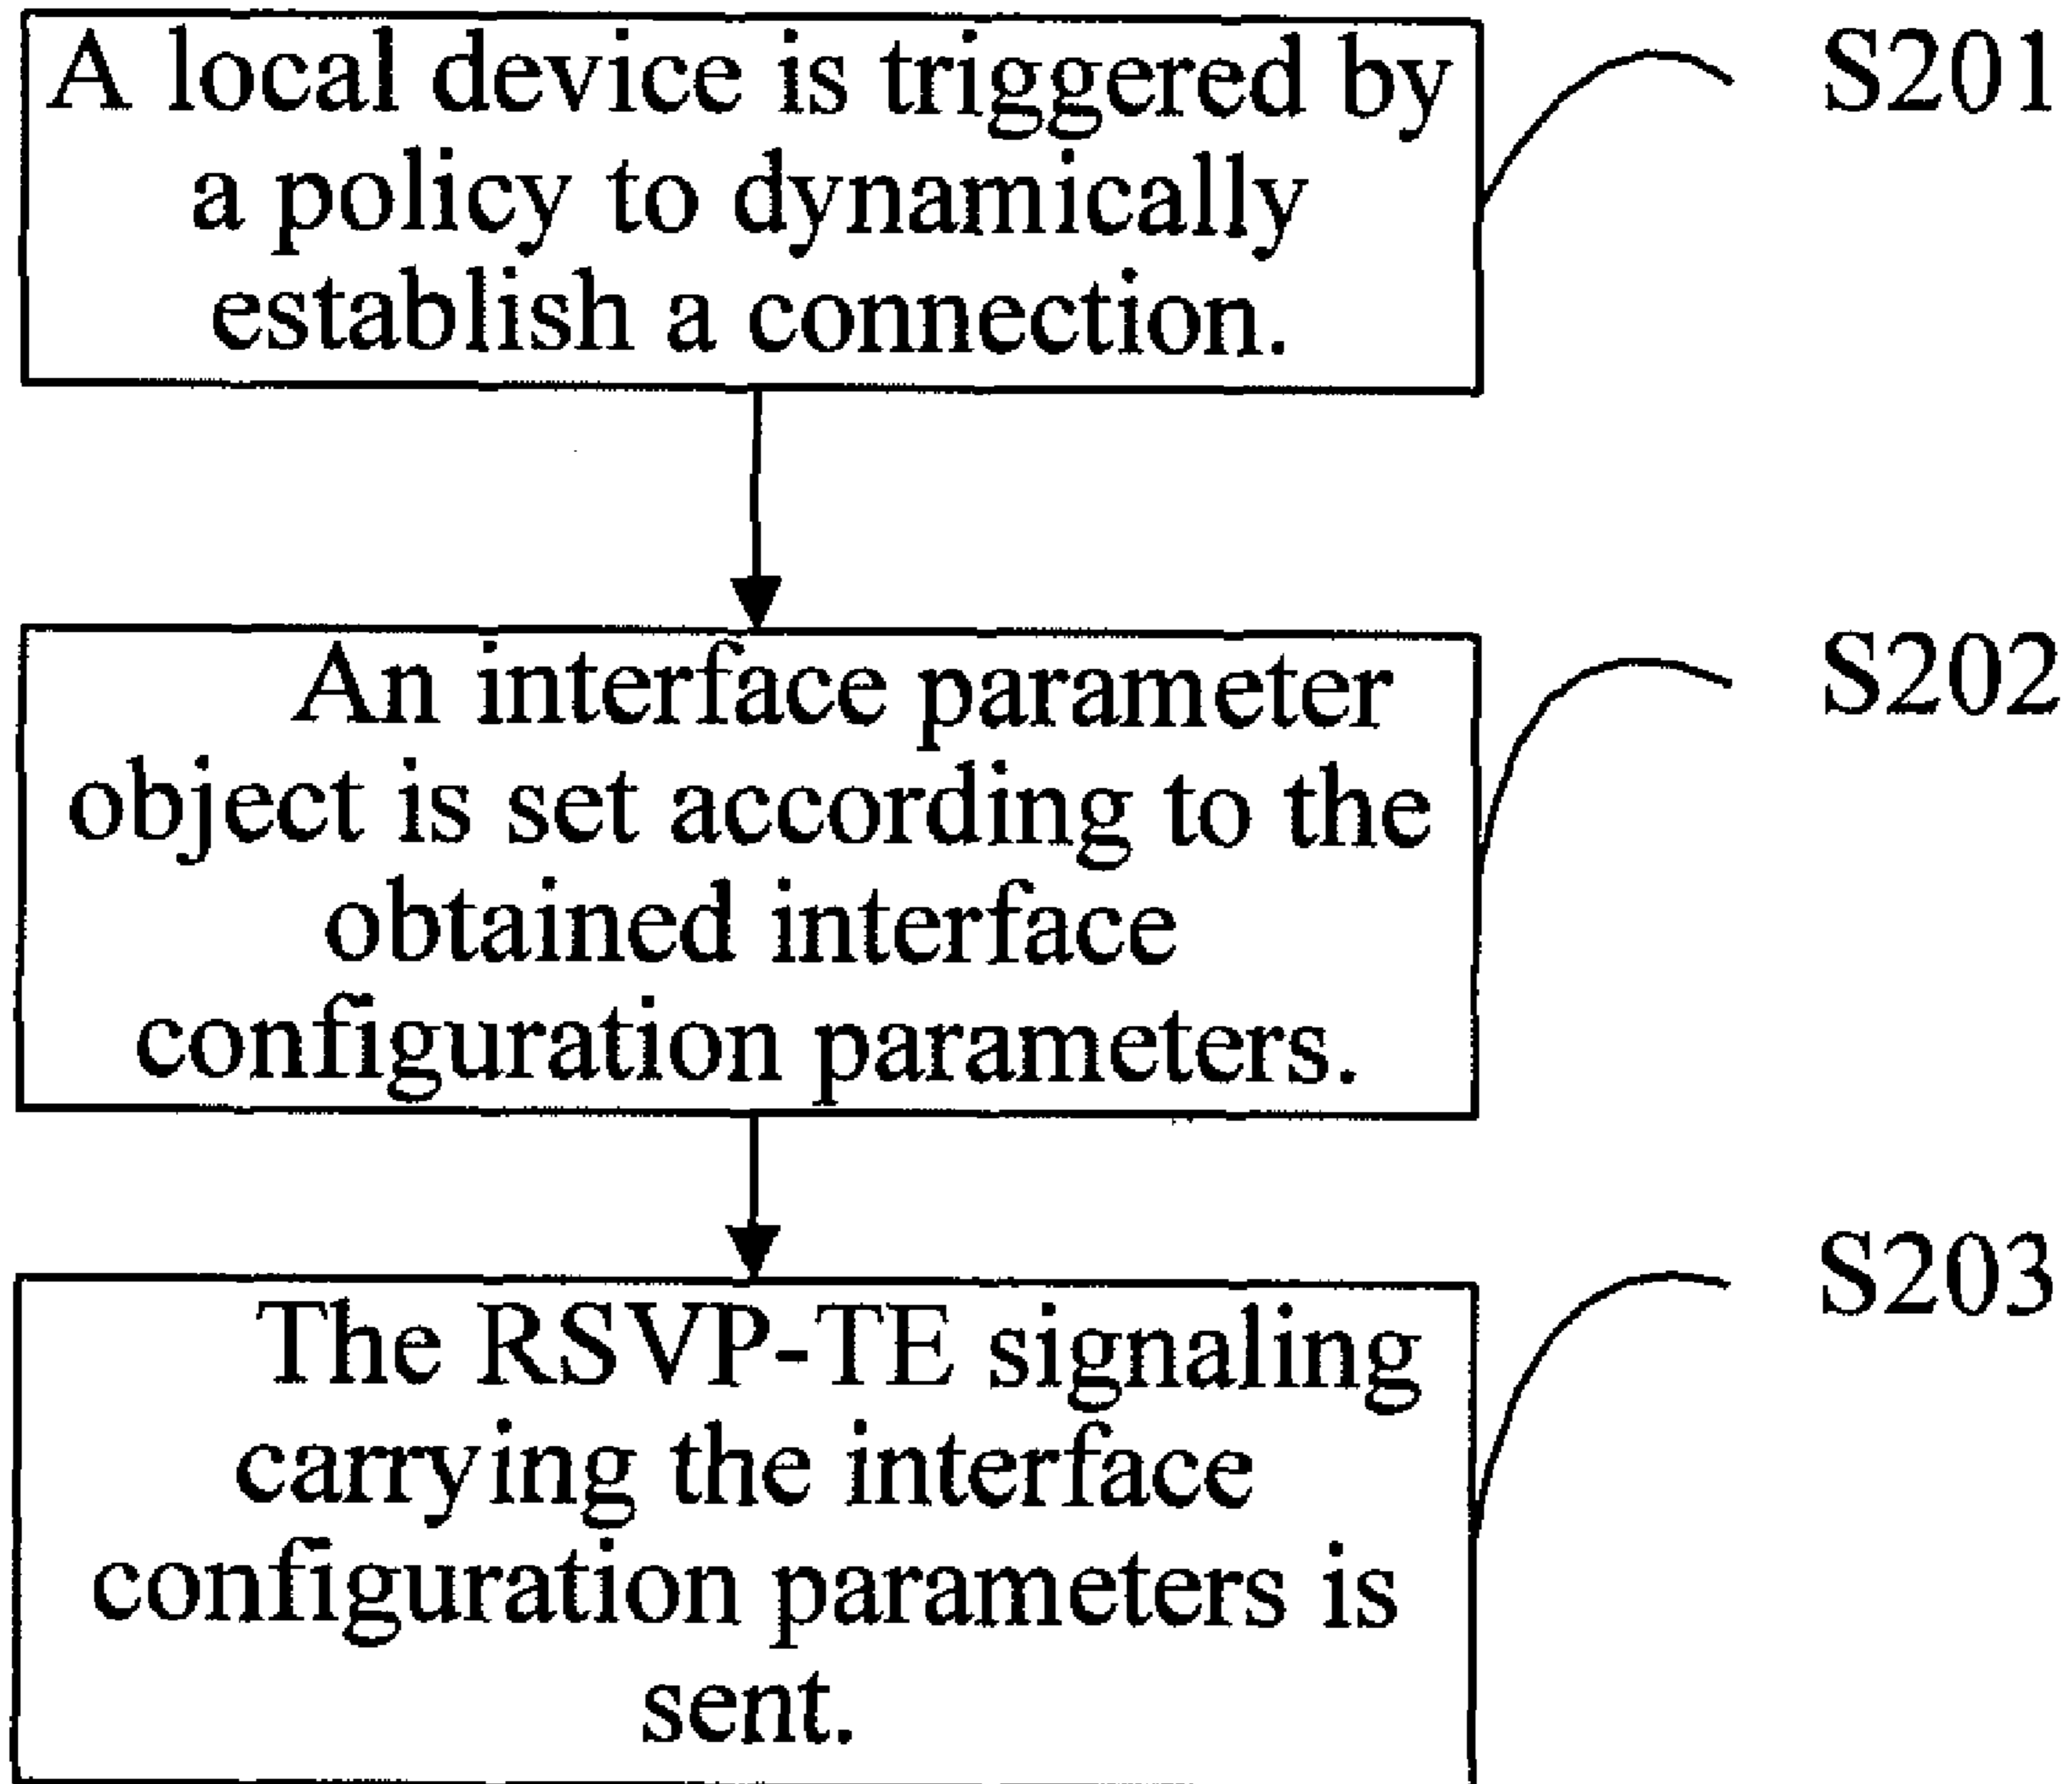 A local device is triggered by
a policy to dynamically
establish a connection.
S201
An interface parameter
object is set according to the
obtained interface
configuration parameters.
S202
The RSVP-TE signaling
carrying the interface
configuration parameters is
sent.
S203